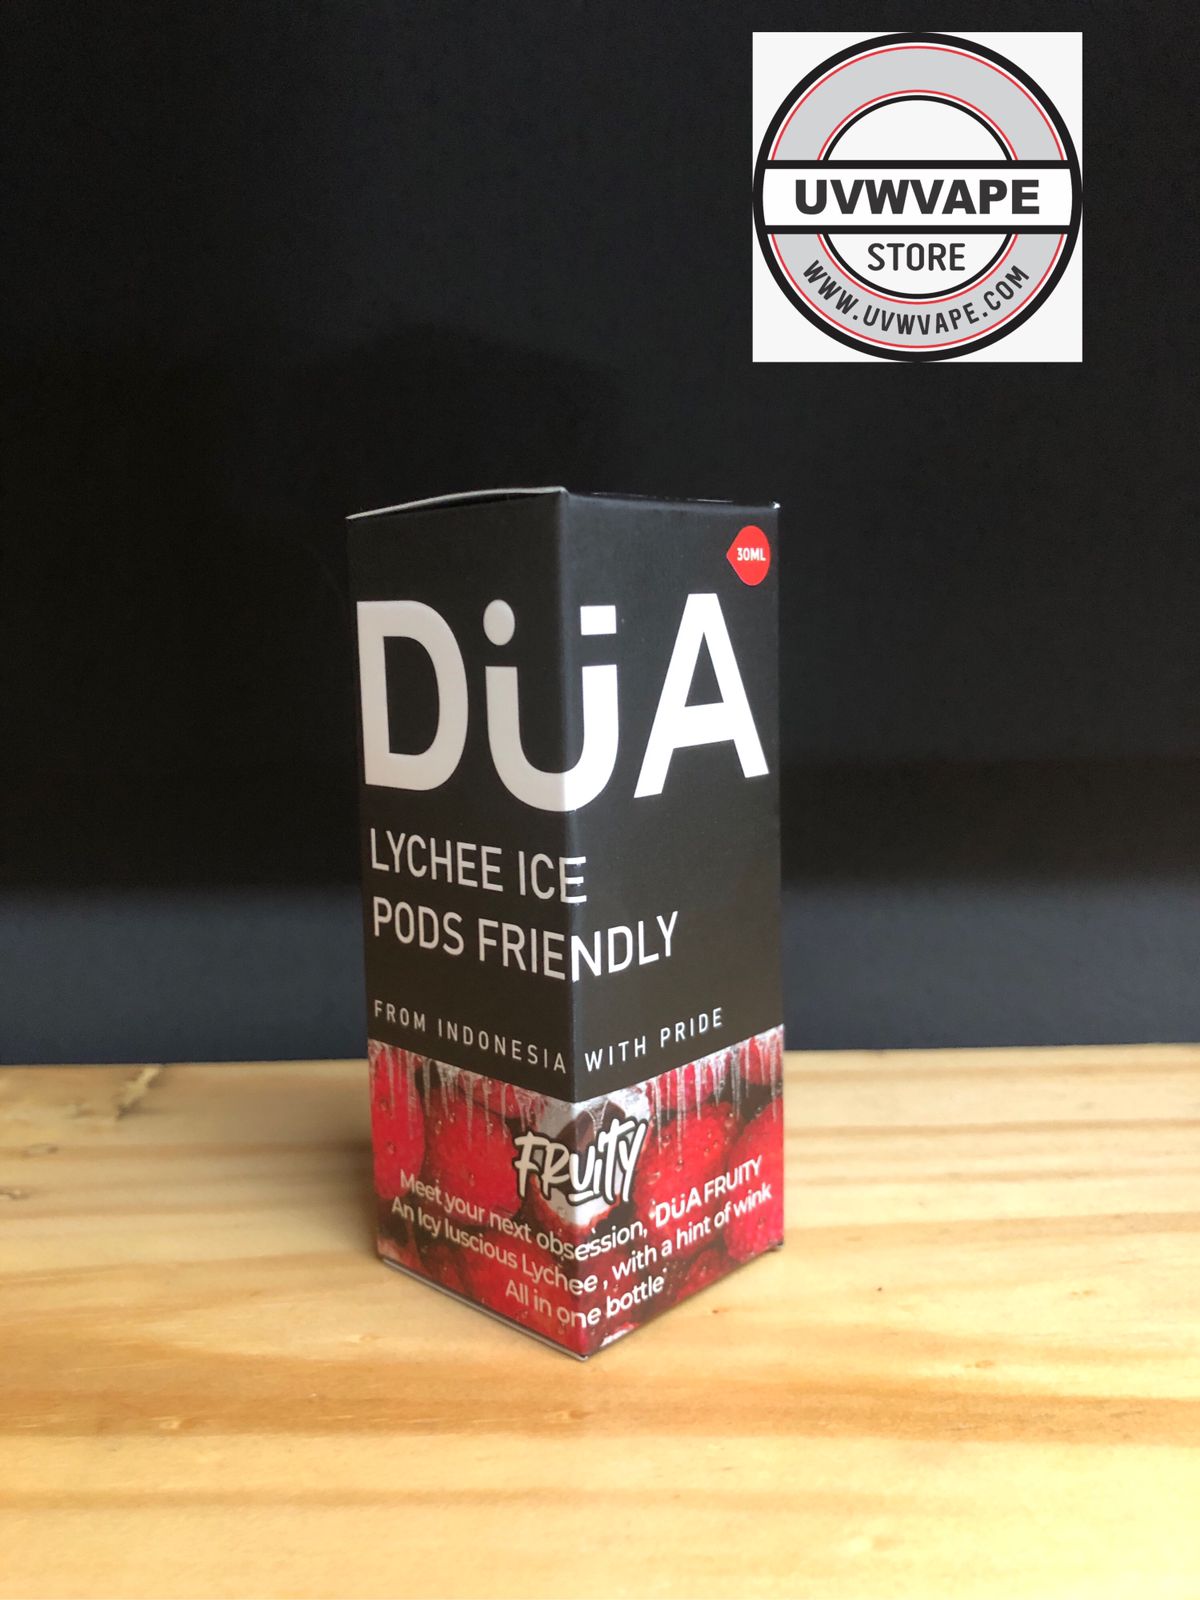 UVWVAPE
STORE
WWW.UVWVAPE.COM
30ML
DüA
LYCHEE ICE
PODS FRIENDLY
FROM INDONESIA WITH PRIDE
FRUiTY
Meet your next obsession, DüA FRUITY
An Icy luscious Lychee , with a hint of wink
All in one bottle